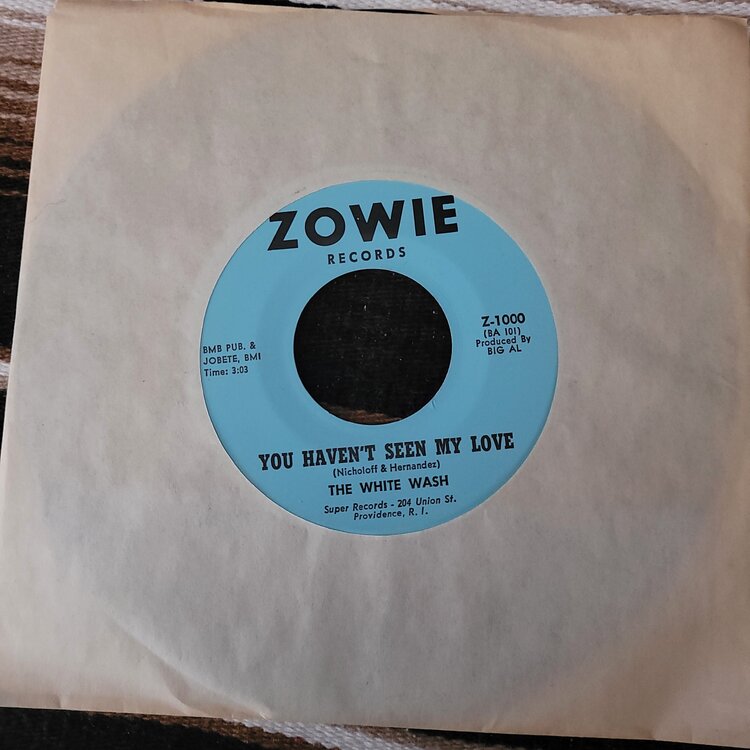 ZOWIE
RECORDS
Z-1000
(BA 101)
Produced By
BIG AL
BMB PUB. &
JOBETE, BMI
Time: 3:03
YOU HAVEN'T SEEN MY LOVE
(Nicholoff & Hernandez)
THE WHITE WASH
Super Records - 204 Union St.
Providence, R. I.